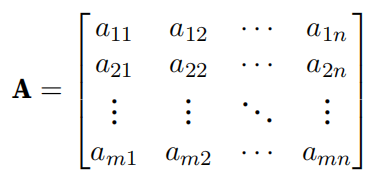 a₁₁ a₁₂ ⋯ a₁ₙ
a₂₁ a₂₂ ⋯ a₂ₙ
𝐀 = ⋮ ⋮ ⋱ ⋮
aₘ₁ aₘ₂ ⋯ aₘₙ